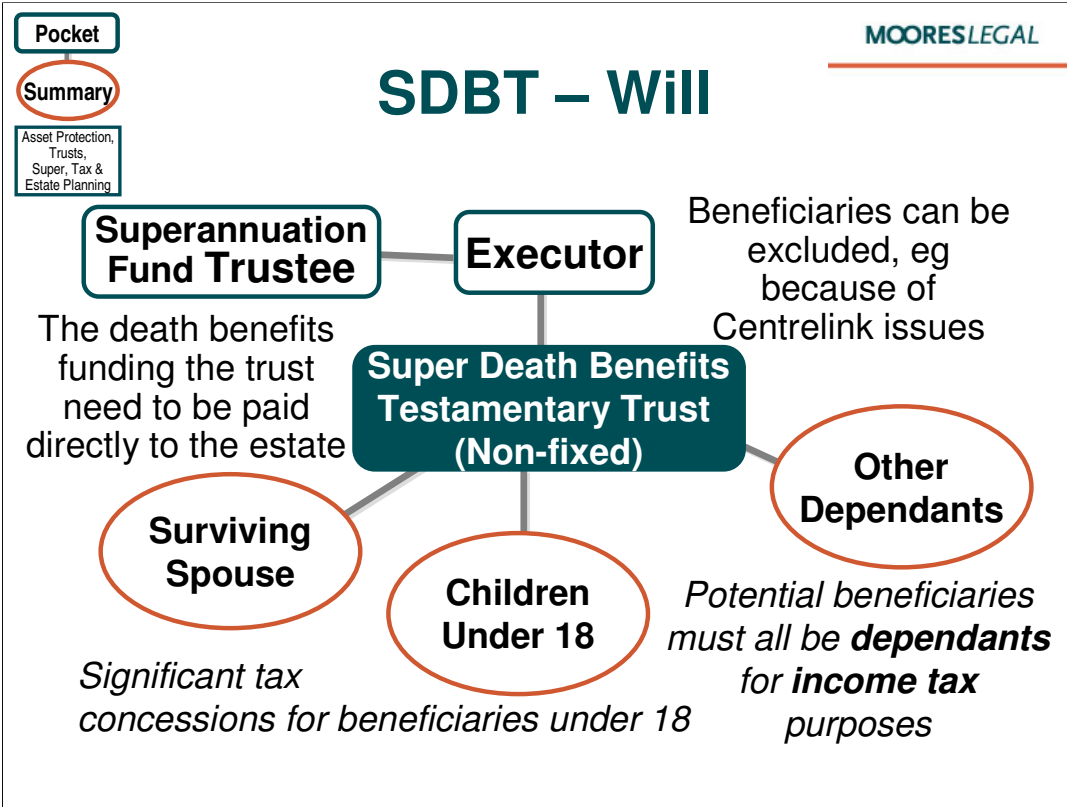 Pocket
Summary
Asset Protection,
Trusts,
Super, Tax &
Estate Planning
MOORESLEGAL
SDBT – Will
Superannuation
Fund Trustee
Executor
Beneficiaries can be
excluded, eg
because of
Centrelink issues
The death benefits
funding the trust
need to be paid
directly to the estate
Super Death Benefits
Testamentary Trust
(Non-fixed)
Surviving
Spouse
Children
Under 18
Other
Dependants
Significant tax
concessions for beneficiaries under 18
Potential beneficiaries
must all be dependants
for income tax
purposes